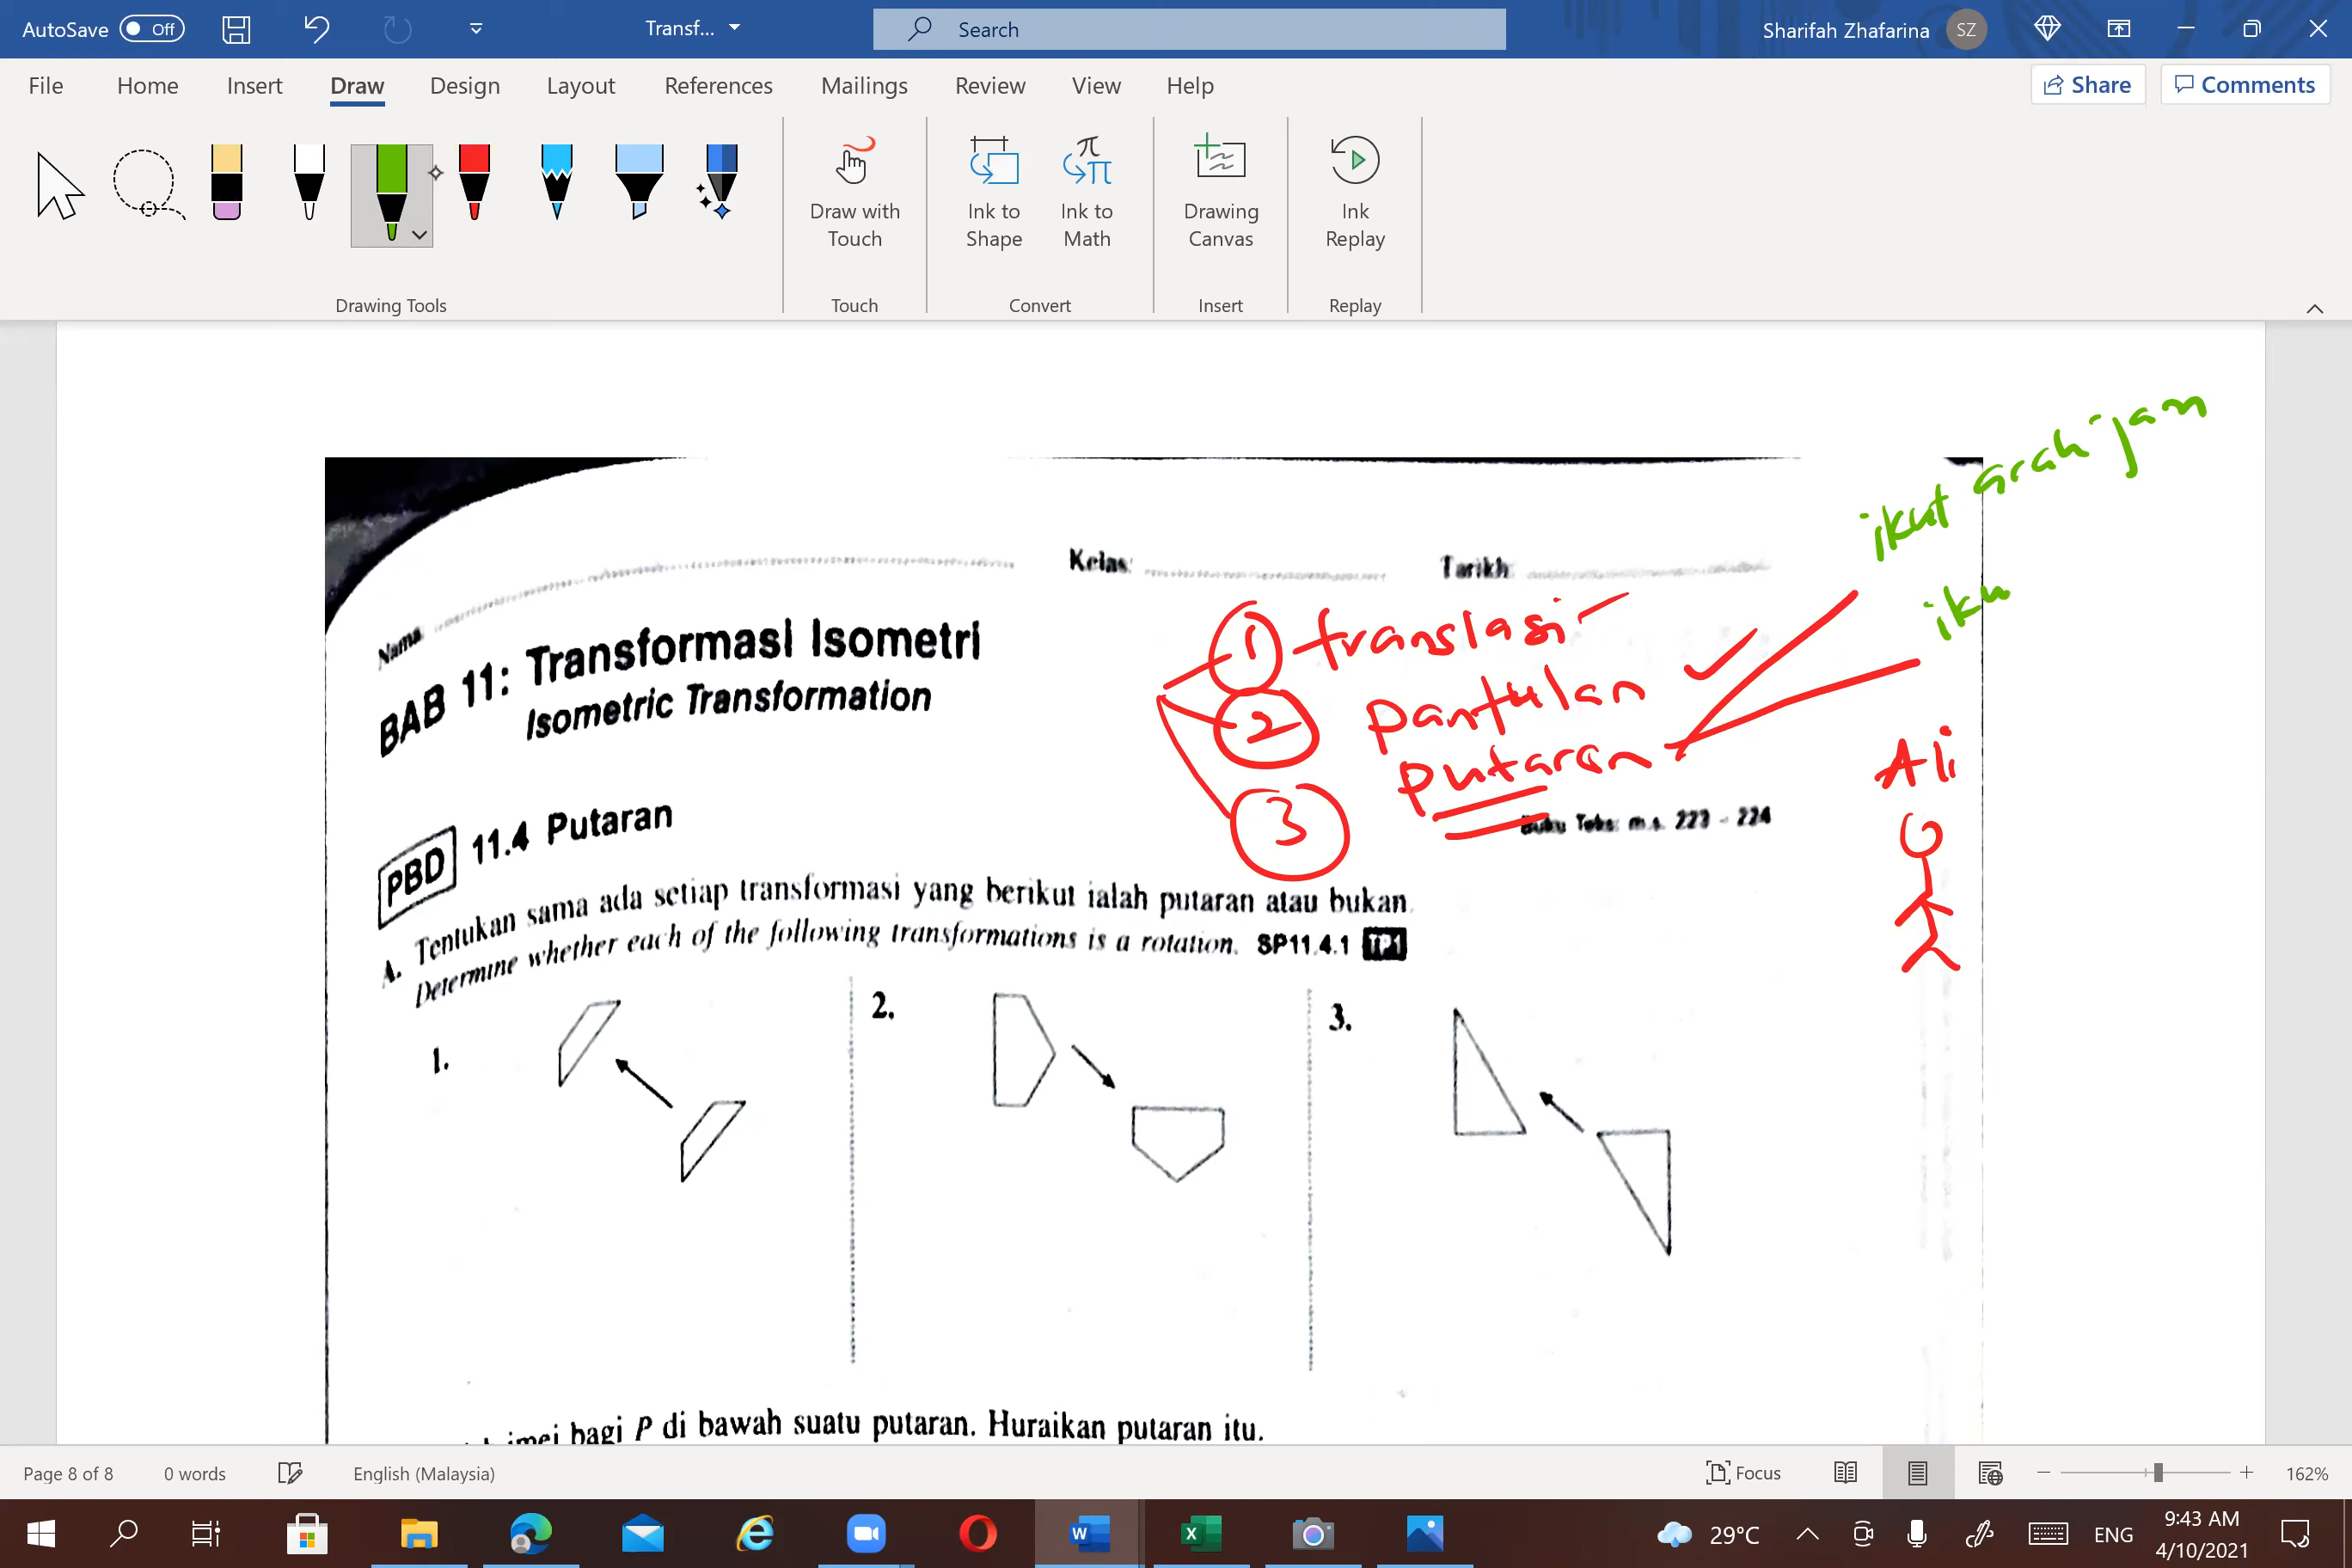 AutoSave Off Transf... Search Sharifah Zhafarina SZ
File Home Insert Draw Design Layout References Mailings Review View Help Share Comments
Draw with Touch
Ink to Shape
Ink to Math
Drawing Canvas
Ink Replay
Drawing Tools Touch Convert Insert Replay
ikut arah jam
iku
Nama Kelas: Tarikh
BAB 11: Transformasi Isometri
Isometric Transformation
1 translasi
2 pantulan
3 putaran
Ali
PBD 11.4 Putaran
Buku Teks: m.s. 223 - 224
A. Tentukan sama ada setiap transformasi yang berikut ialah putaran atau bukan.
Determine whether each of the following transformations is a rotation. SP11.4.1 TP1
1. 2. 3.
imej bagi P di bawah suatu putaran. Huraikan putaran itu.
Page 8 of 8 0 words English (Malaysia) Focus 162%
29°C ENG 9:43 AM
4/10/2021